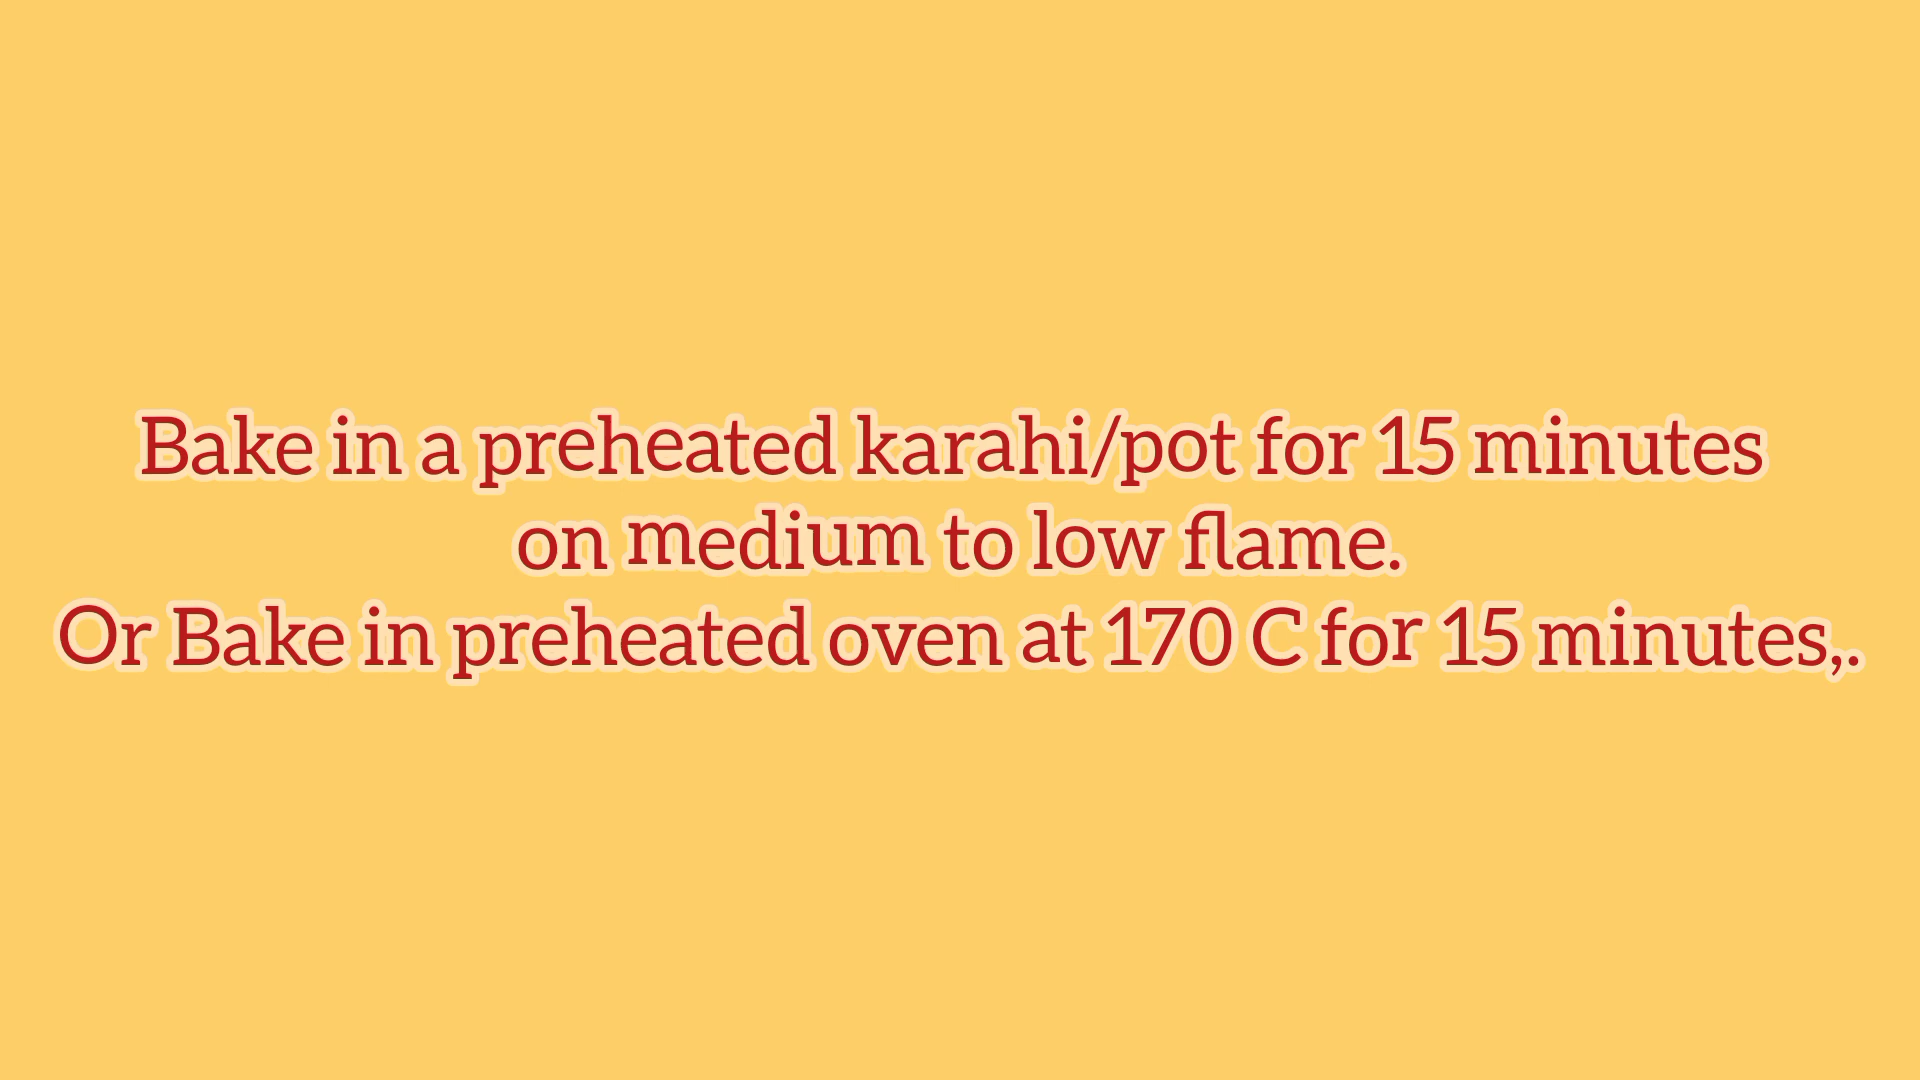 Bake in a preheated karahi/pot for 15 minutes
on medium to low flame.
Or Bake in preheated oven at 170 C for 15 minutes,.